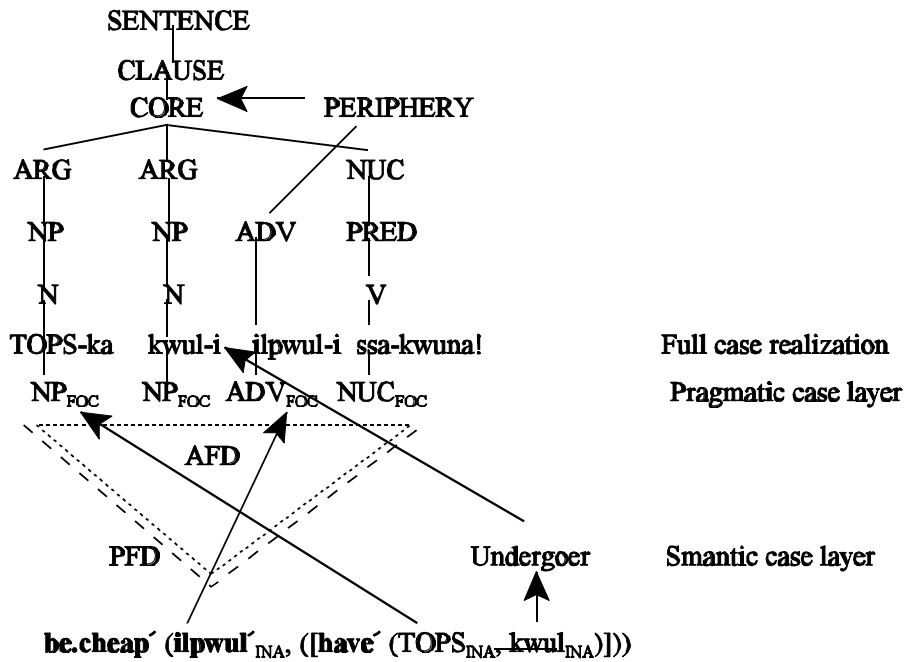 SENTENCE
CLAUSE
CORE PERIPHERY
ARG ARG NUC
NP NP ADV PRED
N N V
TOPS-ka kwul-i ilpwul-i ssa-kwuna! Full case realization
NP_FOC NP_FOC ADV_FOC NUC_FOC Pragmatic case layer
AFD
PFD Undergoer Smantic case layer
be.cheap´ (ilpwul´_INA, ([have´ (TOPS_INA, kwul_INA)]))